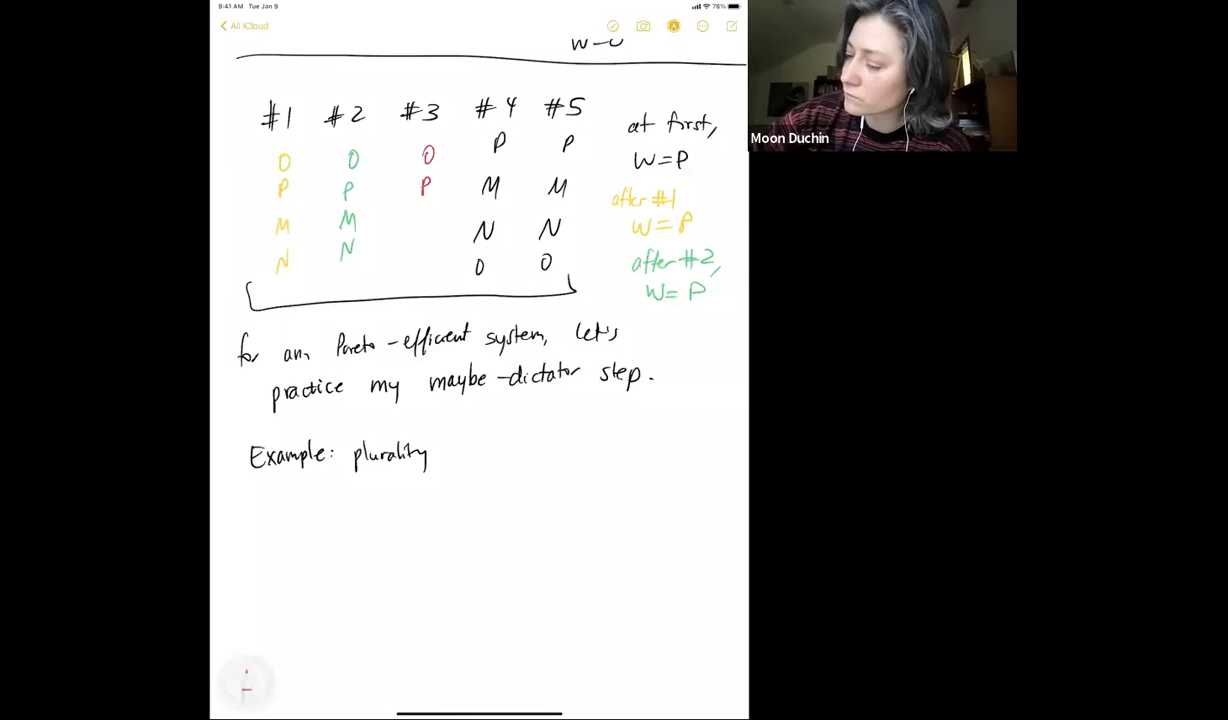 9:41 AM Tue Jan 9
78%
All iCloud
#1 #2 #3 #4 #5
O O O P P
P P P M M
M M N N
N N O O
at first,
W=P
after #1
W=P
after #2,
W=P
for an, Pareto-efficient system, let's
practice my maybe-dictator step.
Example: plurality
Moon Duchin